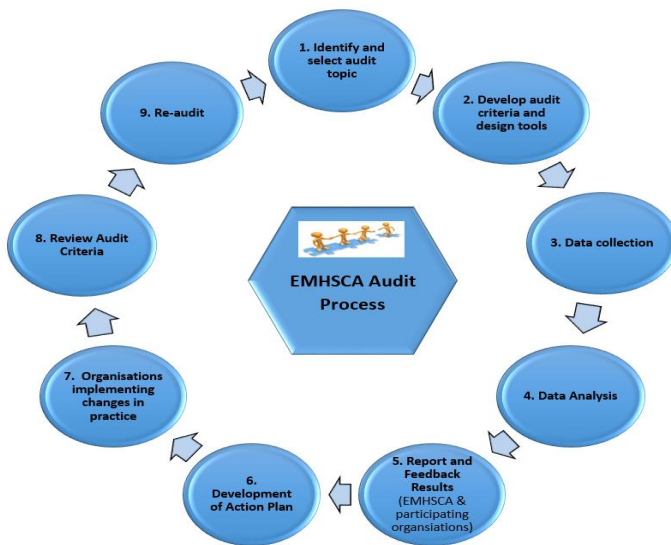 1. Identify and
select audit
topic
2. Develop audit
criteria and
design tools
3. Data collection
4. Data Analysis
5. Report and
Feedback
Results
(EMHSCA &
participating
organsiations)
6.
Development
of Action Plan
7. Organisations
implementing
changes in
practice
8. Review Audit
Criteria
9. Re-audit
EMHSCA Audit
Process